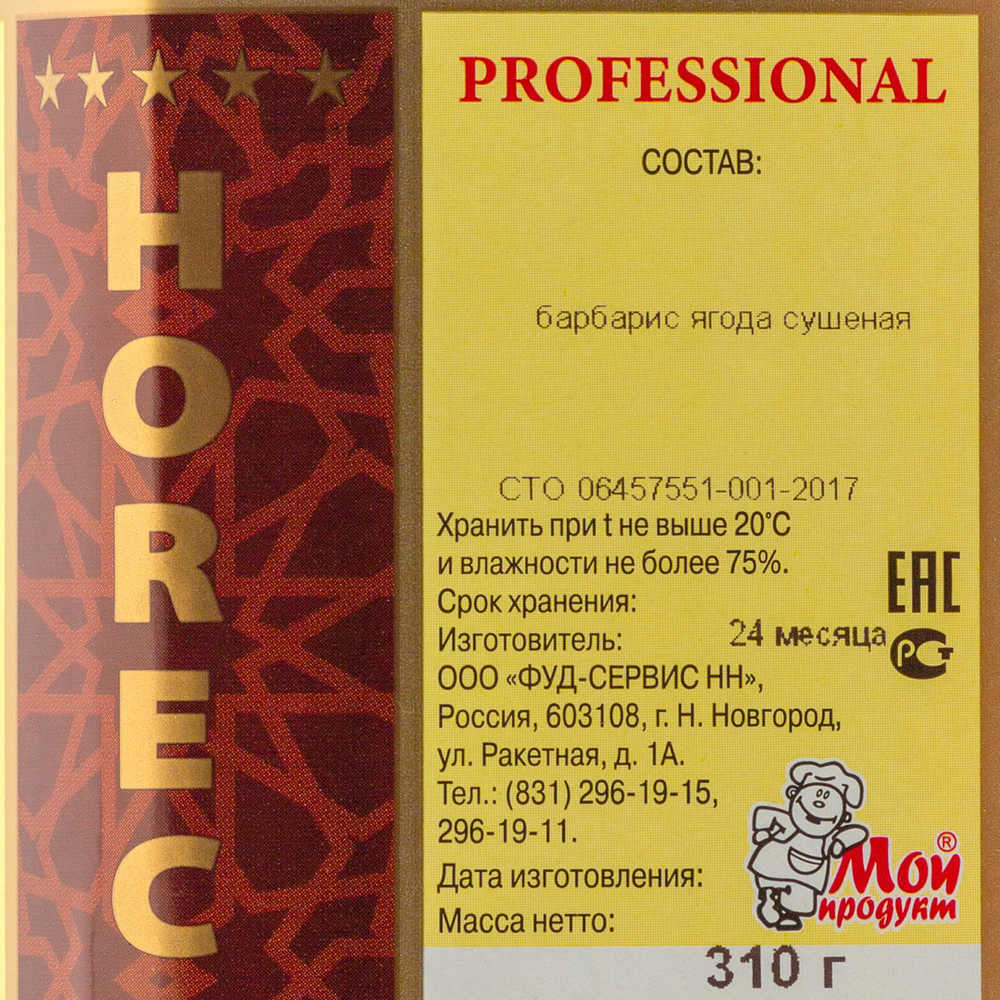 HOREC
PROFESSIONAL
СОСТАВ:
барбарис ягода сушеная
СТО 06457551-001-2017
Хранить при t не выше 20°С
и влажности не более 75%.
Срок хранения:
24 месяца
EAC
РСТ
Изготовитель:
ООО «ФУД-СЕРВИС НН»,
Россия, 603108, г. Н. Новгород,
ул. Ракетная, д. 1А.
Тел.: (831) 296-19-15,
296-19-11.
Дата изготовления:
Масса нетто:
310 г
Мой ®
продукт